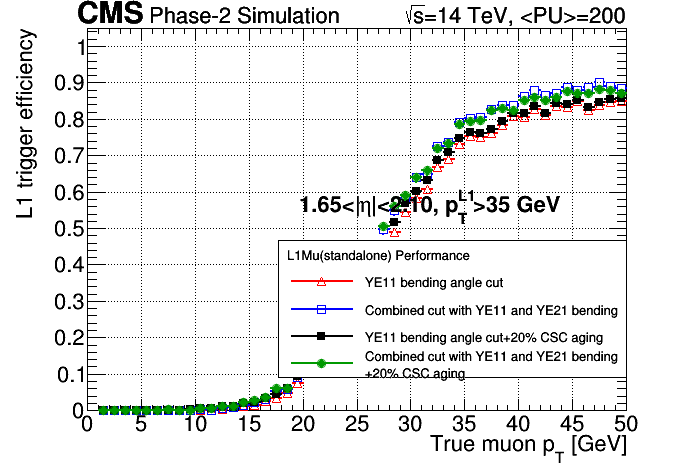 CMS Phase-2 Simulation √s=14 TeV, <PU>=200
L1 trigger efficiency
1
0.9
0.8
0.7
0.6
0.5
0.4
0.3
0.2
0.1
0
1.65<|η|<2.10, p_T^L1>35 GeV
L1Mu(standalone) Performance
YE11 bending angle cut
Combined cut with YE11 and YE21 bending
YE11 bending angle cut+20% CSC aging
Combined cut with YE11 and YE21 bending
+20% CSC aging
0 5 10 15 20 25 30 35 40 45 50
True muon p_T [GeV]